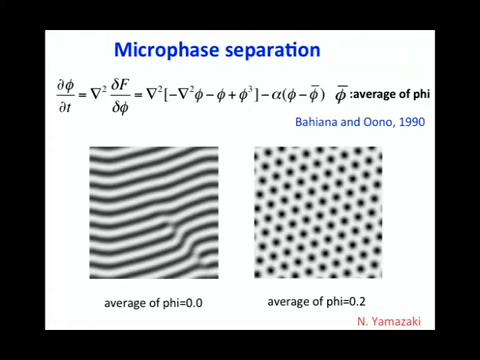 Microphase separation
∂ϕ/∂t = ∇² δF/δϕ = ∇²[−∇²ϕ − ϕ + ϕ³] − α(ϕ − ϕ̄) ϕ̄ :average of phi
Bahiana and Oono, 1990
average of phi=0.0 average of phi=0.2
N. Yamazaki